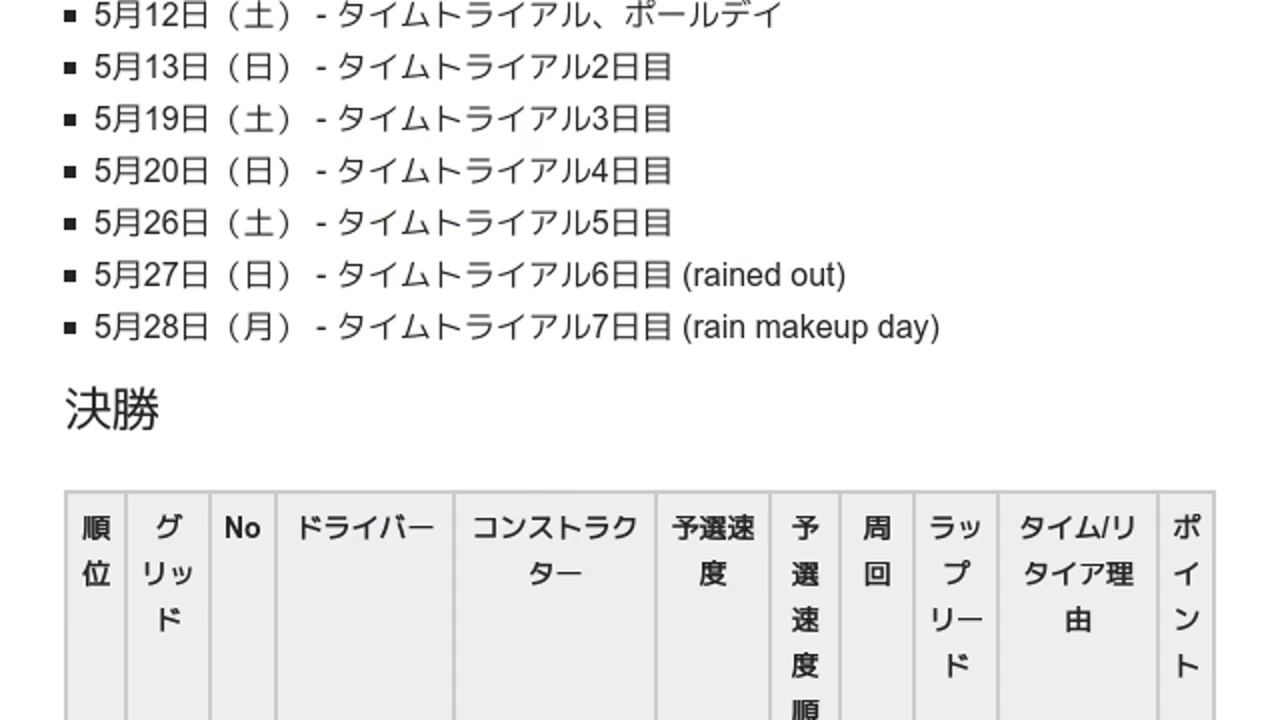 5月12日（土） - タイムトライアル、ポールデイ
5月13日（日） - タイムトライアル2日目
5月19日（土） - タイムトライアル3日目
5月20日（日） - タイムトライアル4日目
5月26日（土） - タイムトライアル5日目
5月27日（日） - タイムトライアル6日目 (rained out)
5月28日（月） - タイムトライアル7日目 (rain makeup day)
決勝
順
位
グ
リッ
ド
No
ドライバー
コンストラク
ター
予選速
度
予
選
速
度
順
周
回
ラッ
プ
リー
ド
タイム/リ
タイア理
由
ポ
イ
ン
ト